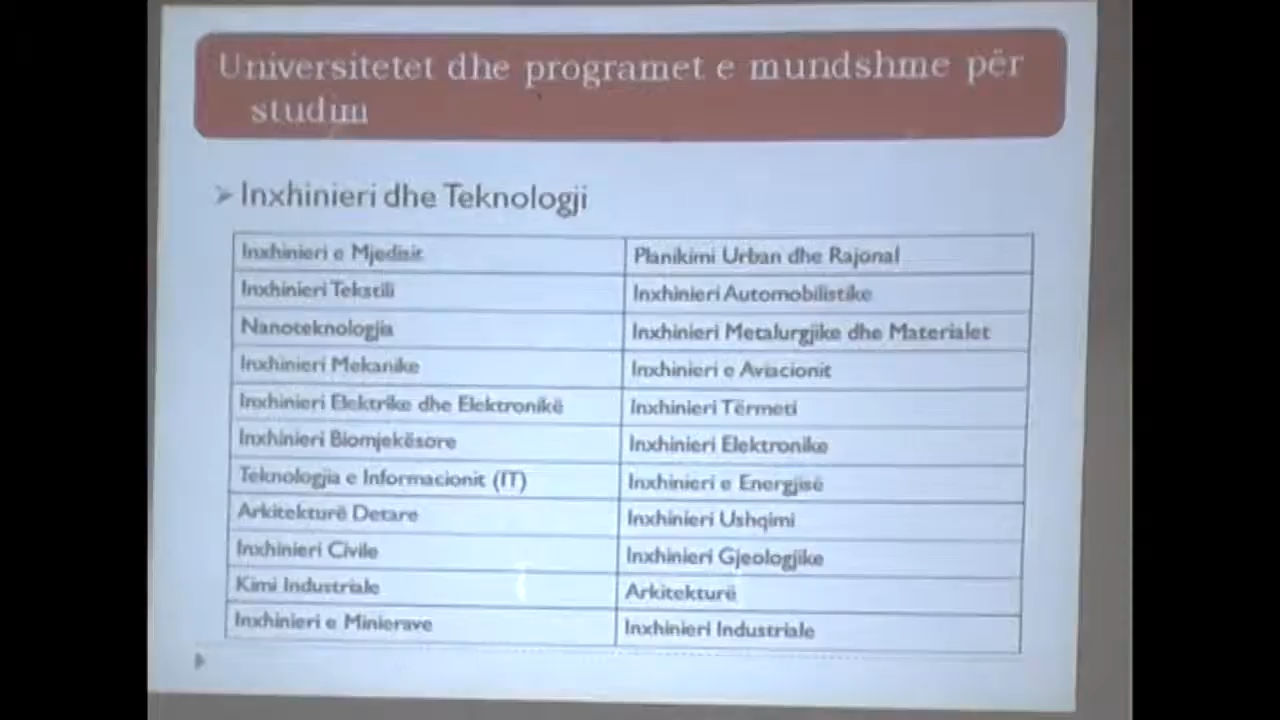 Universitetet dhe programet e mundshme për
studim
Inxhinieri dhe Teknologji
Inxhinieri e Mjedisit
Planikimi Urban dhe Rajonal
Inxhinieri Tekstili
Inxhinieri Automobilistike
Nanoteknologjia
Inxhinieri Metalurgjike dhe Materialet
Inxhinieri Mekanike
Inxhinieri e Aviacionit
Inxhinieri Elektrike dhe Elektronikë
Inxhinieri Tërmeti
Inxhinieri Biomjekësore
Inxhinieri Elektronike
Teknologjia e Informacionit (IT)
Inxhinieri e Energjisë
Arkitekturë Detare
Inxhinieri Ushqimi
Inxhinieri Civile
Inxhinieri Gjeologjike
Kimi Industriale
Arkitekturë
Inxhinieri e Minierave
Inxhinieri Industriale